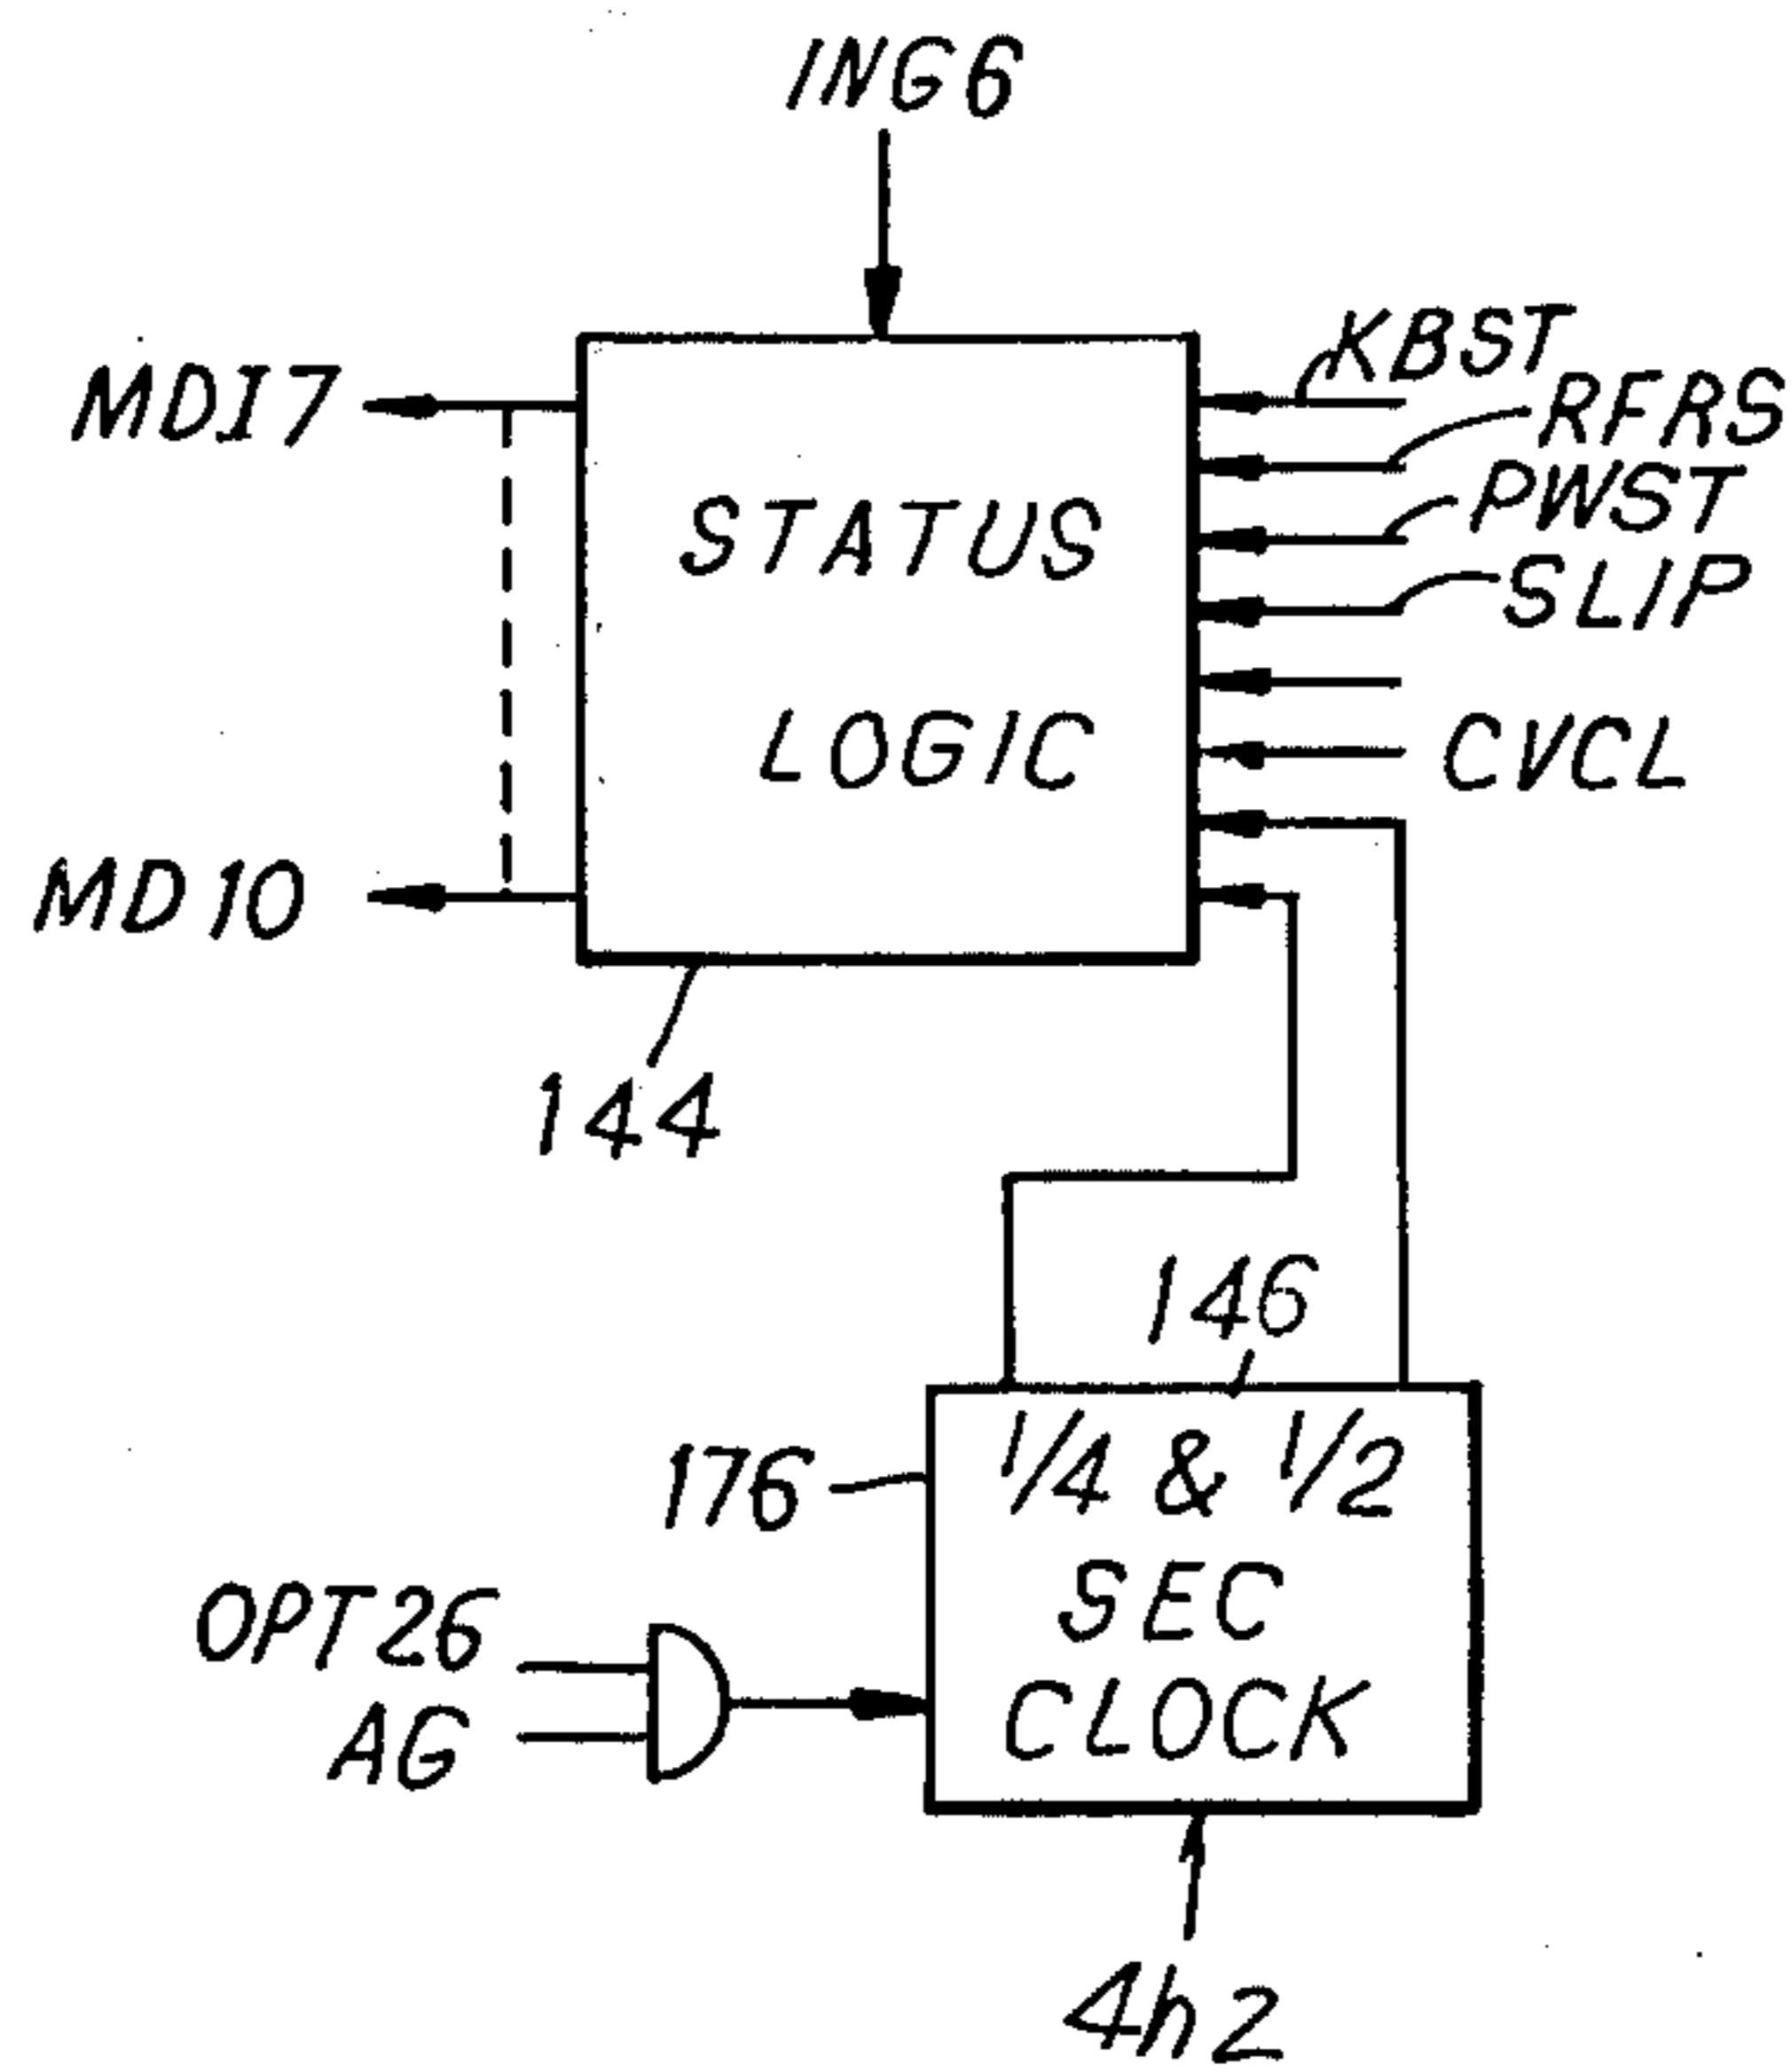 ING6
KBST
MDI7
RFRS
PWST
STATUS
SLIP
LOGIC
CVCL
MD10
144
146
176
1/4 & 1/2
SEC
CLOCK
OPT26
AG
4h2